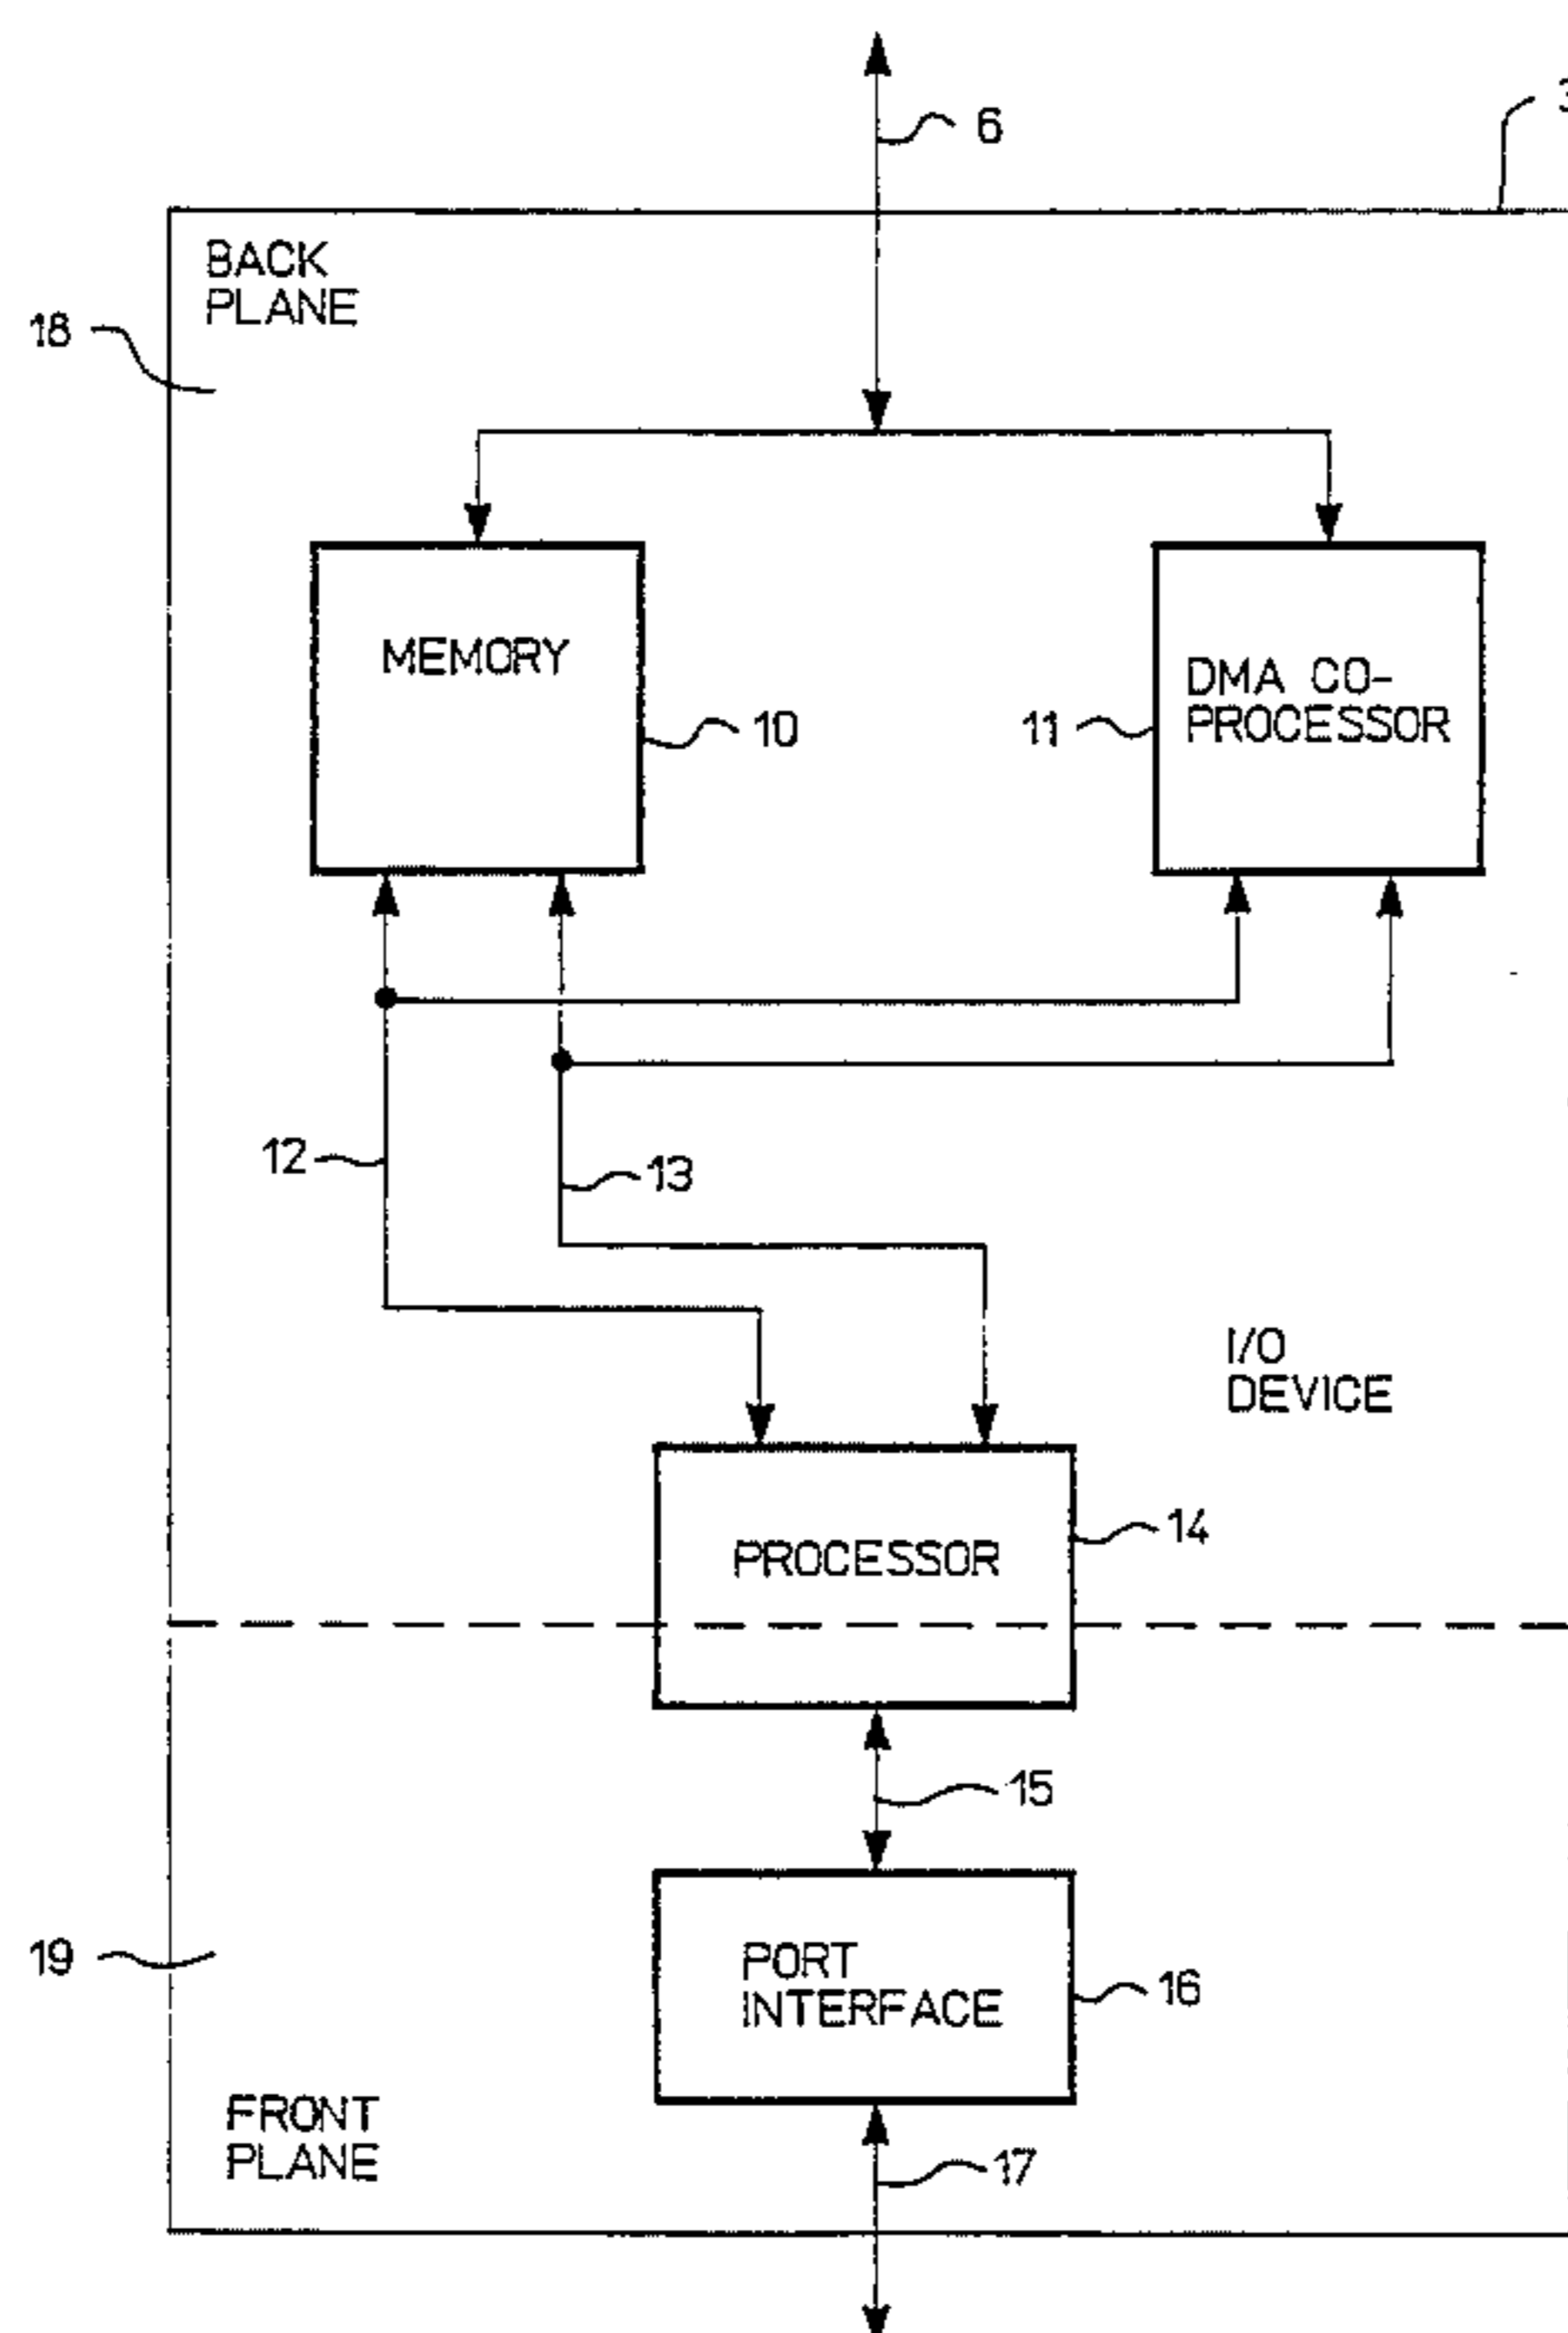 6
3
BACK
PLANE
18
MEMORY
DMA CO-
PROCESSOR
10
11
12
13
I/O
DEVICE
14
PROCESSOR
15
19
PORT
INTERFACE
16
FRONT
PLANE
17